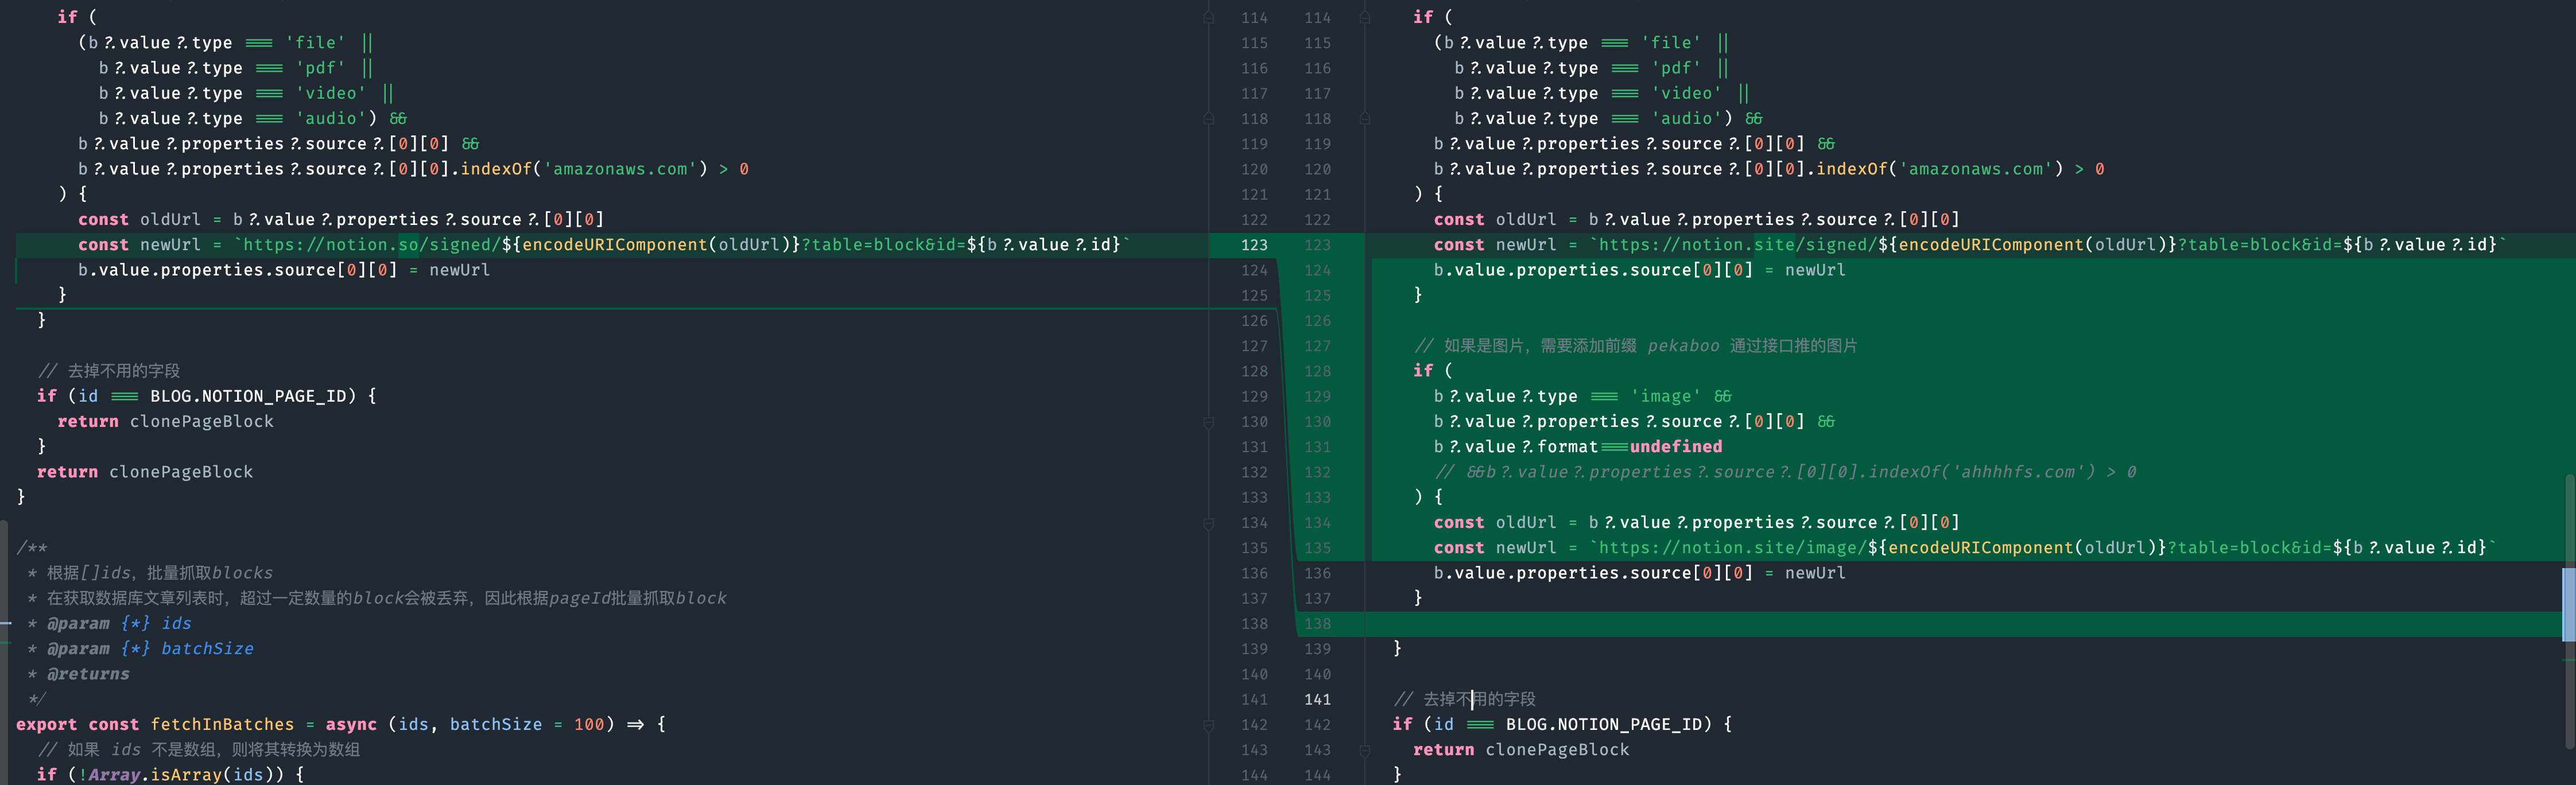 if (
(b?.value?.type === 'file' ||
b?.value?.type === 'pdf' ||
b?.value?.type === 'video' ||
b?.value?.type === 'audio') &&
b?.value?.properties?.source?.[0][0] &&
b?.value?.properties?.source?.[0][0].indexOf('amazonaws.com') > 0
) {
const oldUrl = b?.value?.properties?.source?.[0][0]
const newUrl = `https://notion.so/signed/${encodeURIComponent(oldUrl)}?table=block&id=${b?.value?.id}`
b.value.properties.source[0][0] = newUrl
}
}
// 去掉不用的字段
if (id === BLOG.NOTION_PAGE_ID) {
return clonePageBlock
}
return clonePageBlock
}
/**
* 根据[]ids，批量抓取blocks
* 在获取数据库文章列表时，超过一定数量的block会被丢弃，因此根据pageId批量抓取block
* @param {*} ids
* @param {*} batchSize
* @returns
*/
export const fetchInBatches = async (ids, batchSize = 100) => {
// 如果 ids 不是数组，则将其转换为数组
if (!Array.isArray(ids)) {
114 114
115 115
116 116
117 117
118 118
119 119
120 120
121 121
122 122
123 123
124 124
125 125
126 126
127 127
128 128
129 129
130 130
131 131
132 132
133 133
134 134
135 135
136 136
137 137
138 138
139 139
140 140
141 141
142 142
143 143
144 144
if (
(b?.value?.type === 'file' ||
b?.value?.type === 'pdf' ||
b?.value?.type === 'video' ||
b?.value?.type === 'audio') &&
b?.value?.properties?.source?.[0][0] &&
b?.value?.properties?.source?.[0][0].indexOf('amazonaws.com') > 0
) {
const oldUrl = b?.value?.properties?.source?.[0][0]
const newUrl = `https://notion.site/signed/${encodeURIComponent(oldUrl)}?table=block&id=${b?.value?.id}`
b.value.properties.source[0][0] = newUrl
}
// 如果是图片，需要添加前缀 pekaboo 通过接口推的图片
if (
b?.value?.type === 'image' &&
b?.value?.properties?.source?.[0][0] &&
b?.value?.format===undefined
// &&b?.value?.properties?.source?.[0][0].indexOf('ahhhhfs.com') > 0
) {
const oldUrl = b?.value?.properties?.source?.[0][0]
const newUrl = `https://notion.site/image/${encodeURIComponent(oldUrl)}?table=block&id=${b?.value?.id}`
b.value.properties.source[0][0] = newUrl
}
}
// 去掉不用的字段
if (id === BLOG.NOTION_PAGE_ID) {
return clonePageBlock
}